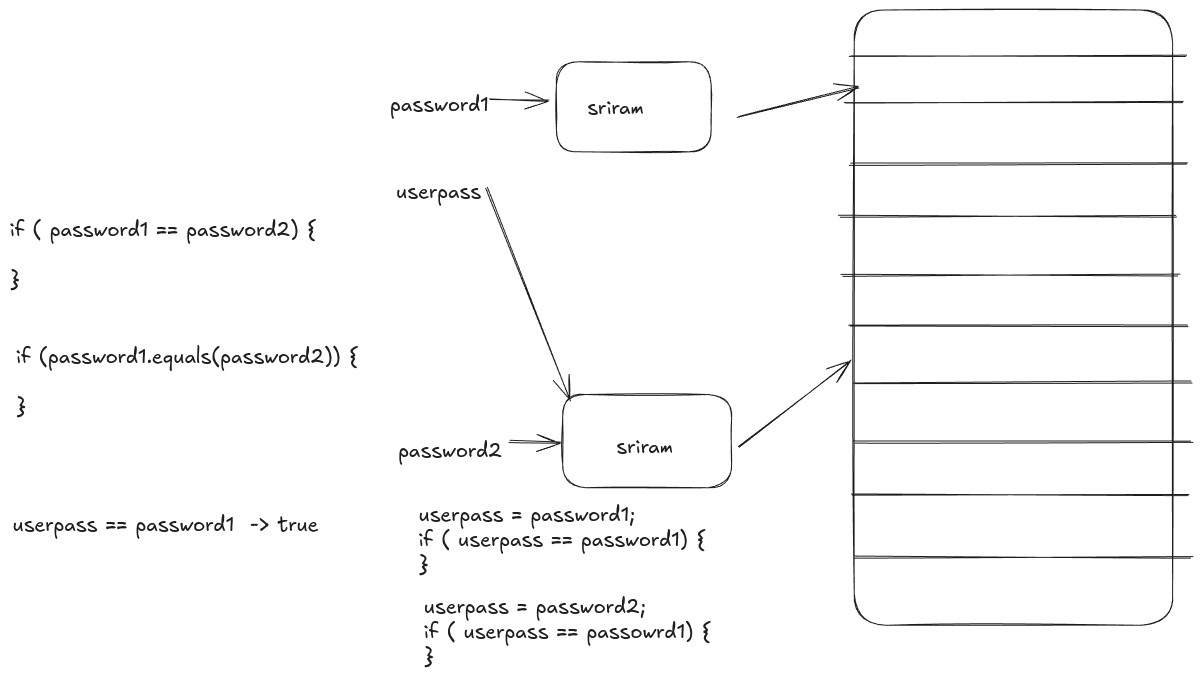 password1
sriram
userpass
if ( password1 == password2) {
}
if (password1.equals(password2)) {
}
password2
sriram
userpass == password1 -> true
userpass = password1;
if ( userpass == password1) {
}
userpass = password2;
if ( userpass == passowrd1) {
}